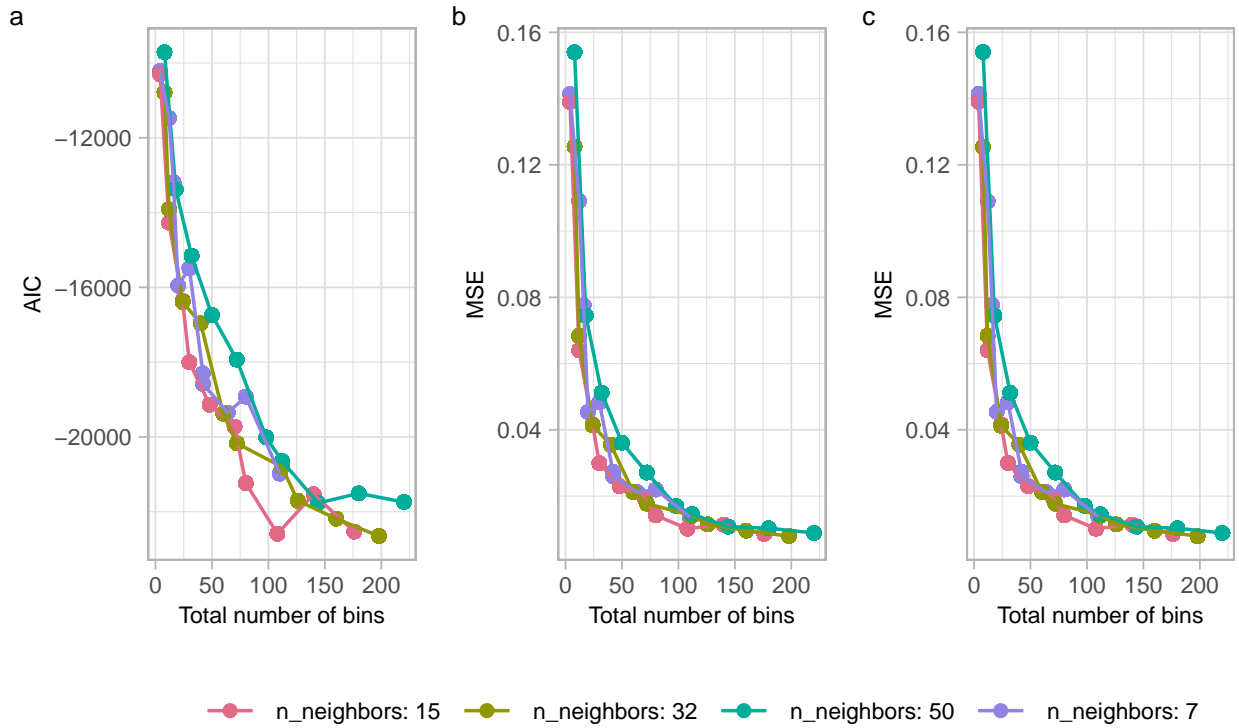 a
b
c
AIC
−12000
−16000
−20000
0 50 100 150 200
Total number of bins
MSE
0.16
0.12
0.08
0.04
0 50 100 150 200
Total number of bins
MSE
0.16
0.12
0.08
0.04
0 50 100 150 200
Total number of bins
n_neighbors: 15 n_neighbors: 32 n_neighbors: 50 n_neighbors: 7